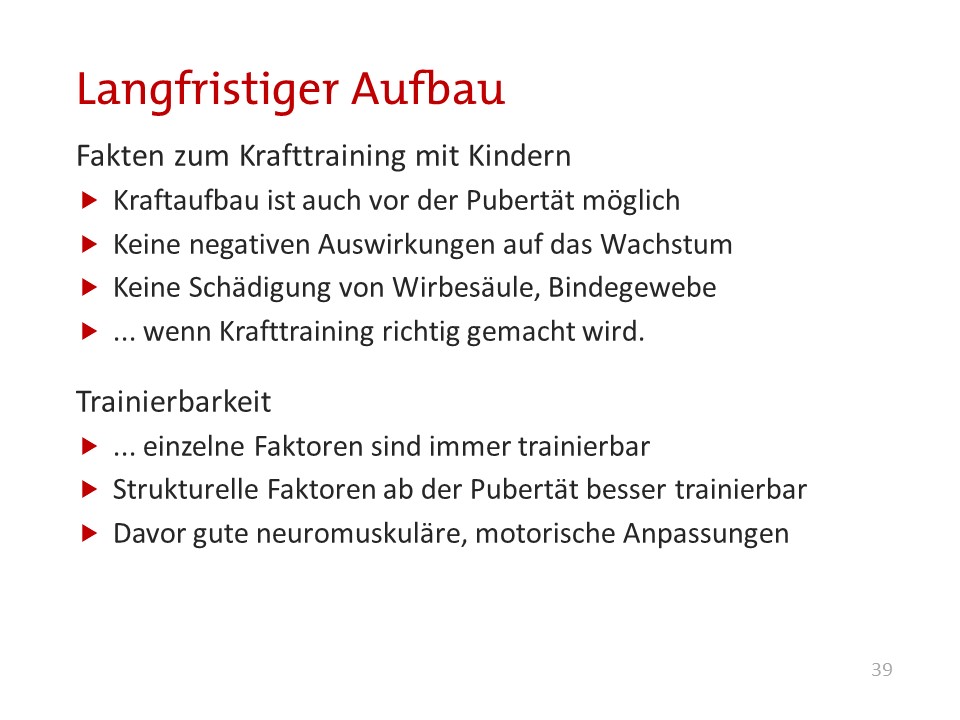 Langfristiger Aufbau
Fakten zum Krafttraining mit Kindern
Kraftaufbau ist auch vor der Pubertät möglich
Keine negativen Auswirkungen auf das Wachstum
Keine Schädigung von Wirbesäule, Bindegewebe
... wenn Krafttraining richtig gemacht wird.
Trainierbarkeit
... einzelne Faktoren sind immer trainierbar
Strukturelle Faktoren ab der Pubertät besser trainierbar
Davor gute neuromuskuläre, motorische Anpassungen
39